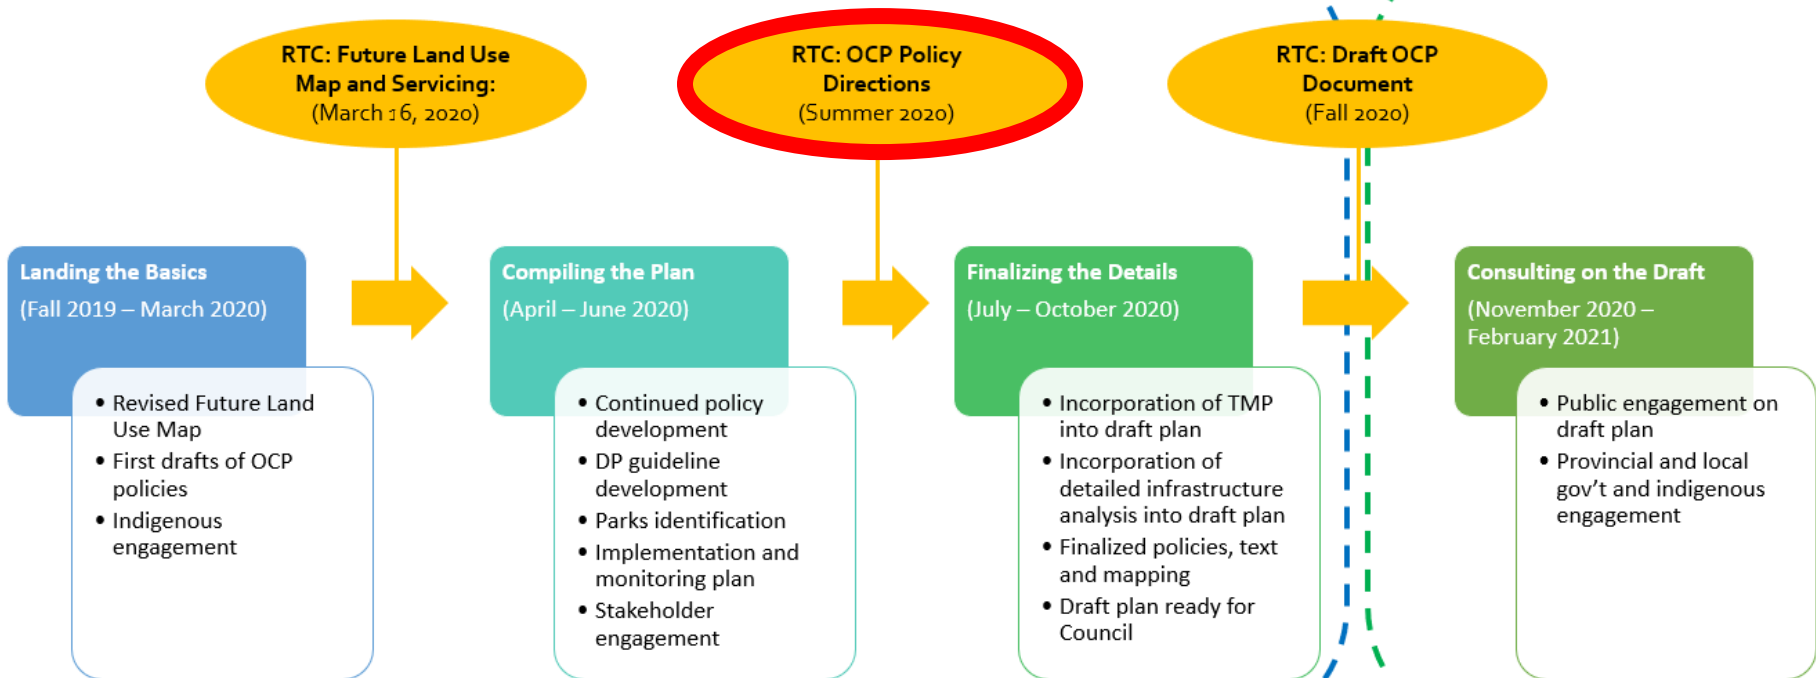 RTC: Future Land Use
Map and Servicing:
(March 16, 2020)
RTC: OCP Policy
Directions
(Summer 2020)
RTC: Draft OCP
Document
(Fall 2020)
Landing the Basics
(Fall 2019 – March 2020)
• Revised Future Land
Use Map
• First drafts of OCP
policies
• Indigenous
engagement
Compiling the Plan
(April – June 2020)
• Continued policy
development
• DP guideline
development
• Parks identification
• Implementation and
monitoring plan
• Stakeholder
engagement
Finalizing the Details
(July – October 2020)
• Incorporation of TMP
into draft plan
• Incorporation of
detailed infrastructure
analysis into draft plan
• Finalized policies, text
and mapping
• Draft plan ready for
Council
Consulting on the Draft
(November 2020 –
February 2021)
• Public engagement on
draft plan
• Provincial and local
gov't and indigenous
engagement